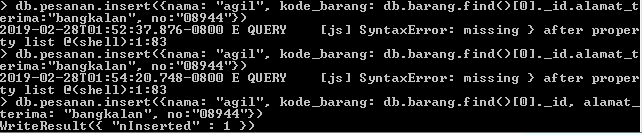 > db.pesanan.insert({nama: "agil", kode_barang: db.barang.find()[0]._id.alamat_t
erima:"bangkalan", no:"08944"})
2019-02-28T01:52:37.876-0800 E QUERY    [js] SyntaxError: missing } after proper
ty list @(shell):1:83
> db.pesanan.insert({nama: "agil", kode_barang: db.barang.find()[0]._id.alamat_t
erima="bangkalan", no:"08944"})
2019-02-28T01:54:20.748-0800 E QUERY    [js] SyntaxError: missing } after proper
ty list @(shell):1:83
> db.pesanan.insert({nama: "agil", kode_barang: db.barang.find()[0]._id, alamat_
terima: "bangkalan", no:"08944"})
WriteResult({ "nInserted" : 1 })